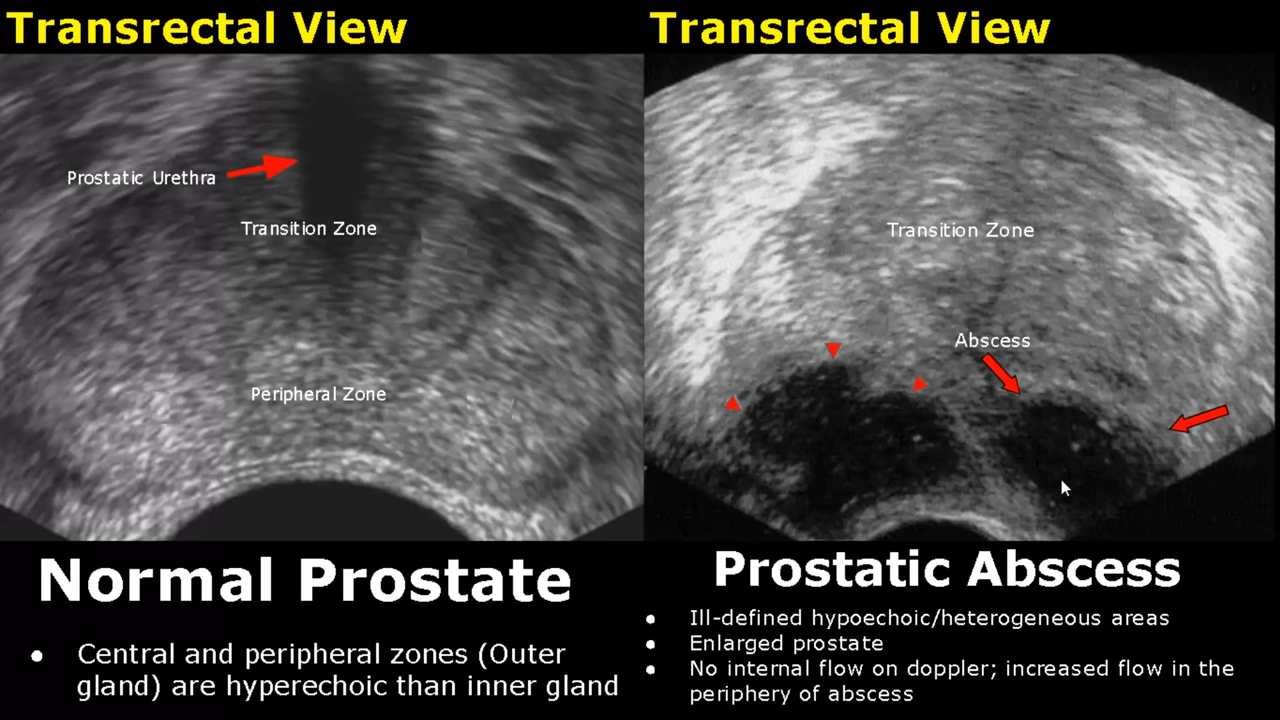 Transrectal View
Prostatic Urethra
Transition Zone
Peripheral Zone
Normal Prostate
• Central and peripheral zones (Outer
gland) are hyperechoic than inner gland
Transrectal View
Transition Zone
Abscess
Prostatic Abscess
• Ill-defined hypoechoic/heterogeneous areas
• Enlarged prostate
• No internal flow on doppler; increased flow in the
periphery of abscess